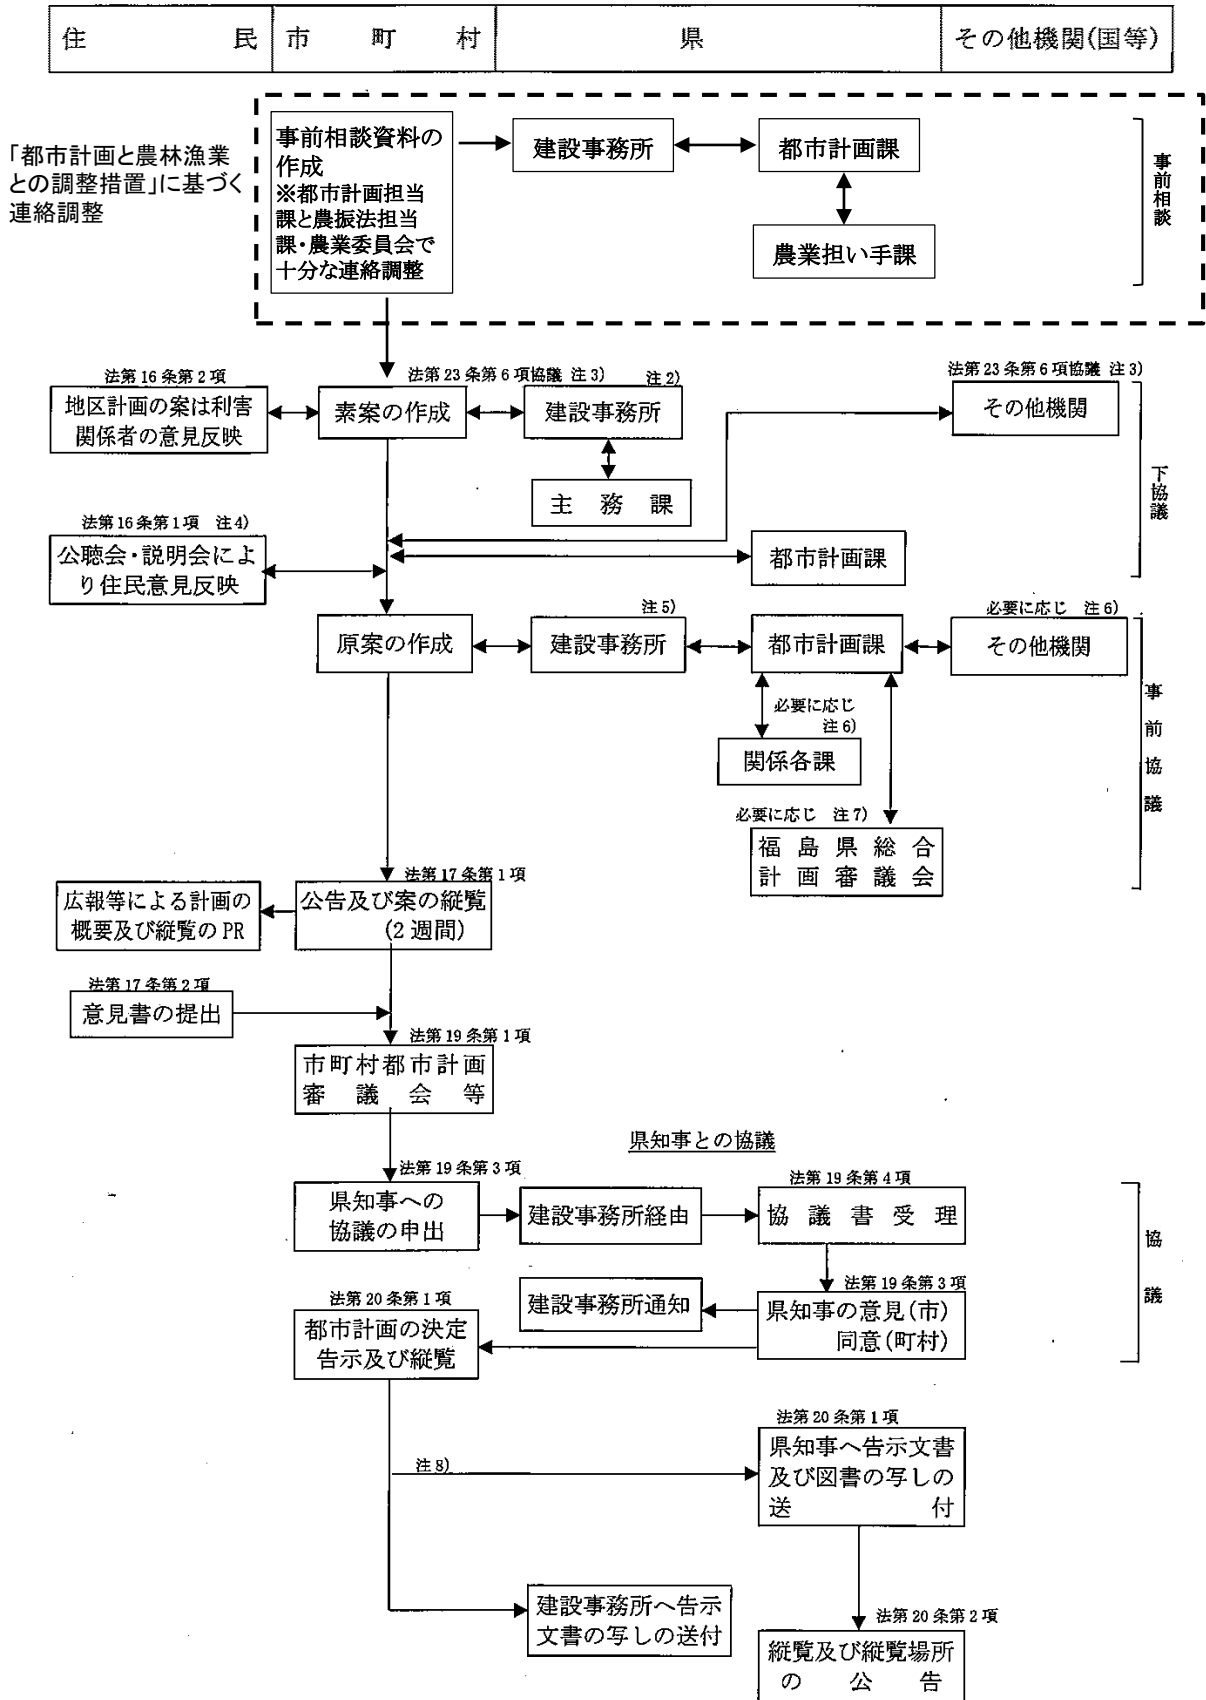 住民
市町村
県
その他機関(国等)
「都市計画と農林漁業
との調整措置」に基づく
連絡調整
事前相談資料の
作成
※都市計画担当
課と農振法担当
課・農業委員会で
十分な連絡調整
建設事務所
都市計画課
農業担い手課
事前相談
法第16条第2項
地区計画の案は利害
関係者の意見反映
素案の作成
法第23条第6項協議 注3)
注2)
建設事務所
主務課
法第23条第6項協議 注3)
その他機関
下協議
法第16条第1項 注4)
公聴会・説明会によ
り住民意見反映
都市計画課
原案の作成
注5)
建設事務所
都市計画課
必要に応じ 注6)
その他機関
必要に応じ
注6)
関係各課
必要に応じ 注7)
福島県総合
計画審議会
事前協議
法第17条第1項
広報等による計画の
概要及び縦覧のPR
公告及び案の縦覧
(2週間)
法第17条第2項
意見書の提出
法第19条第1項
市町村都市計画
審議会等
県知事との協議
法第19条第3項
県知事への
協議の申出
建設事務所経由
法第19条第4項
協議書受理
協議
法第19条第3項
県知事の意見(市)
同意(町村)
建設事務所通知
法第20条第1項
都市計画の決定
告示及び縦覧
注8)
法第20条第1項
県知事へ告示文書
及び図書の写しの
送付
建設事務所へ告示
文書の写しの送付
法第20条第2項
縦覧及び縦覧場所
の公告